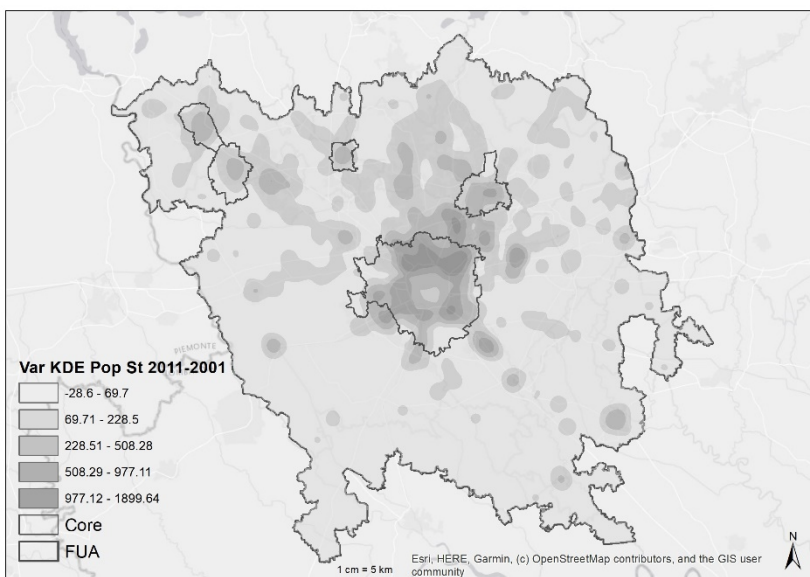 PIEMONTE
Var KDE Pop St 2011-2001
-28.6 - 69.7
69.71 - 228.5
228.51 - 508.28
508.29 - 977.11
977.12 - 1899.64
Core
FUA
1 cm = 5 km
Esri, HERE, Garmin, (c) OpenStreetMap contributors, and the GIS user
community
N